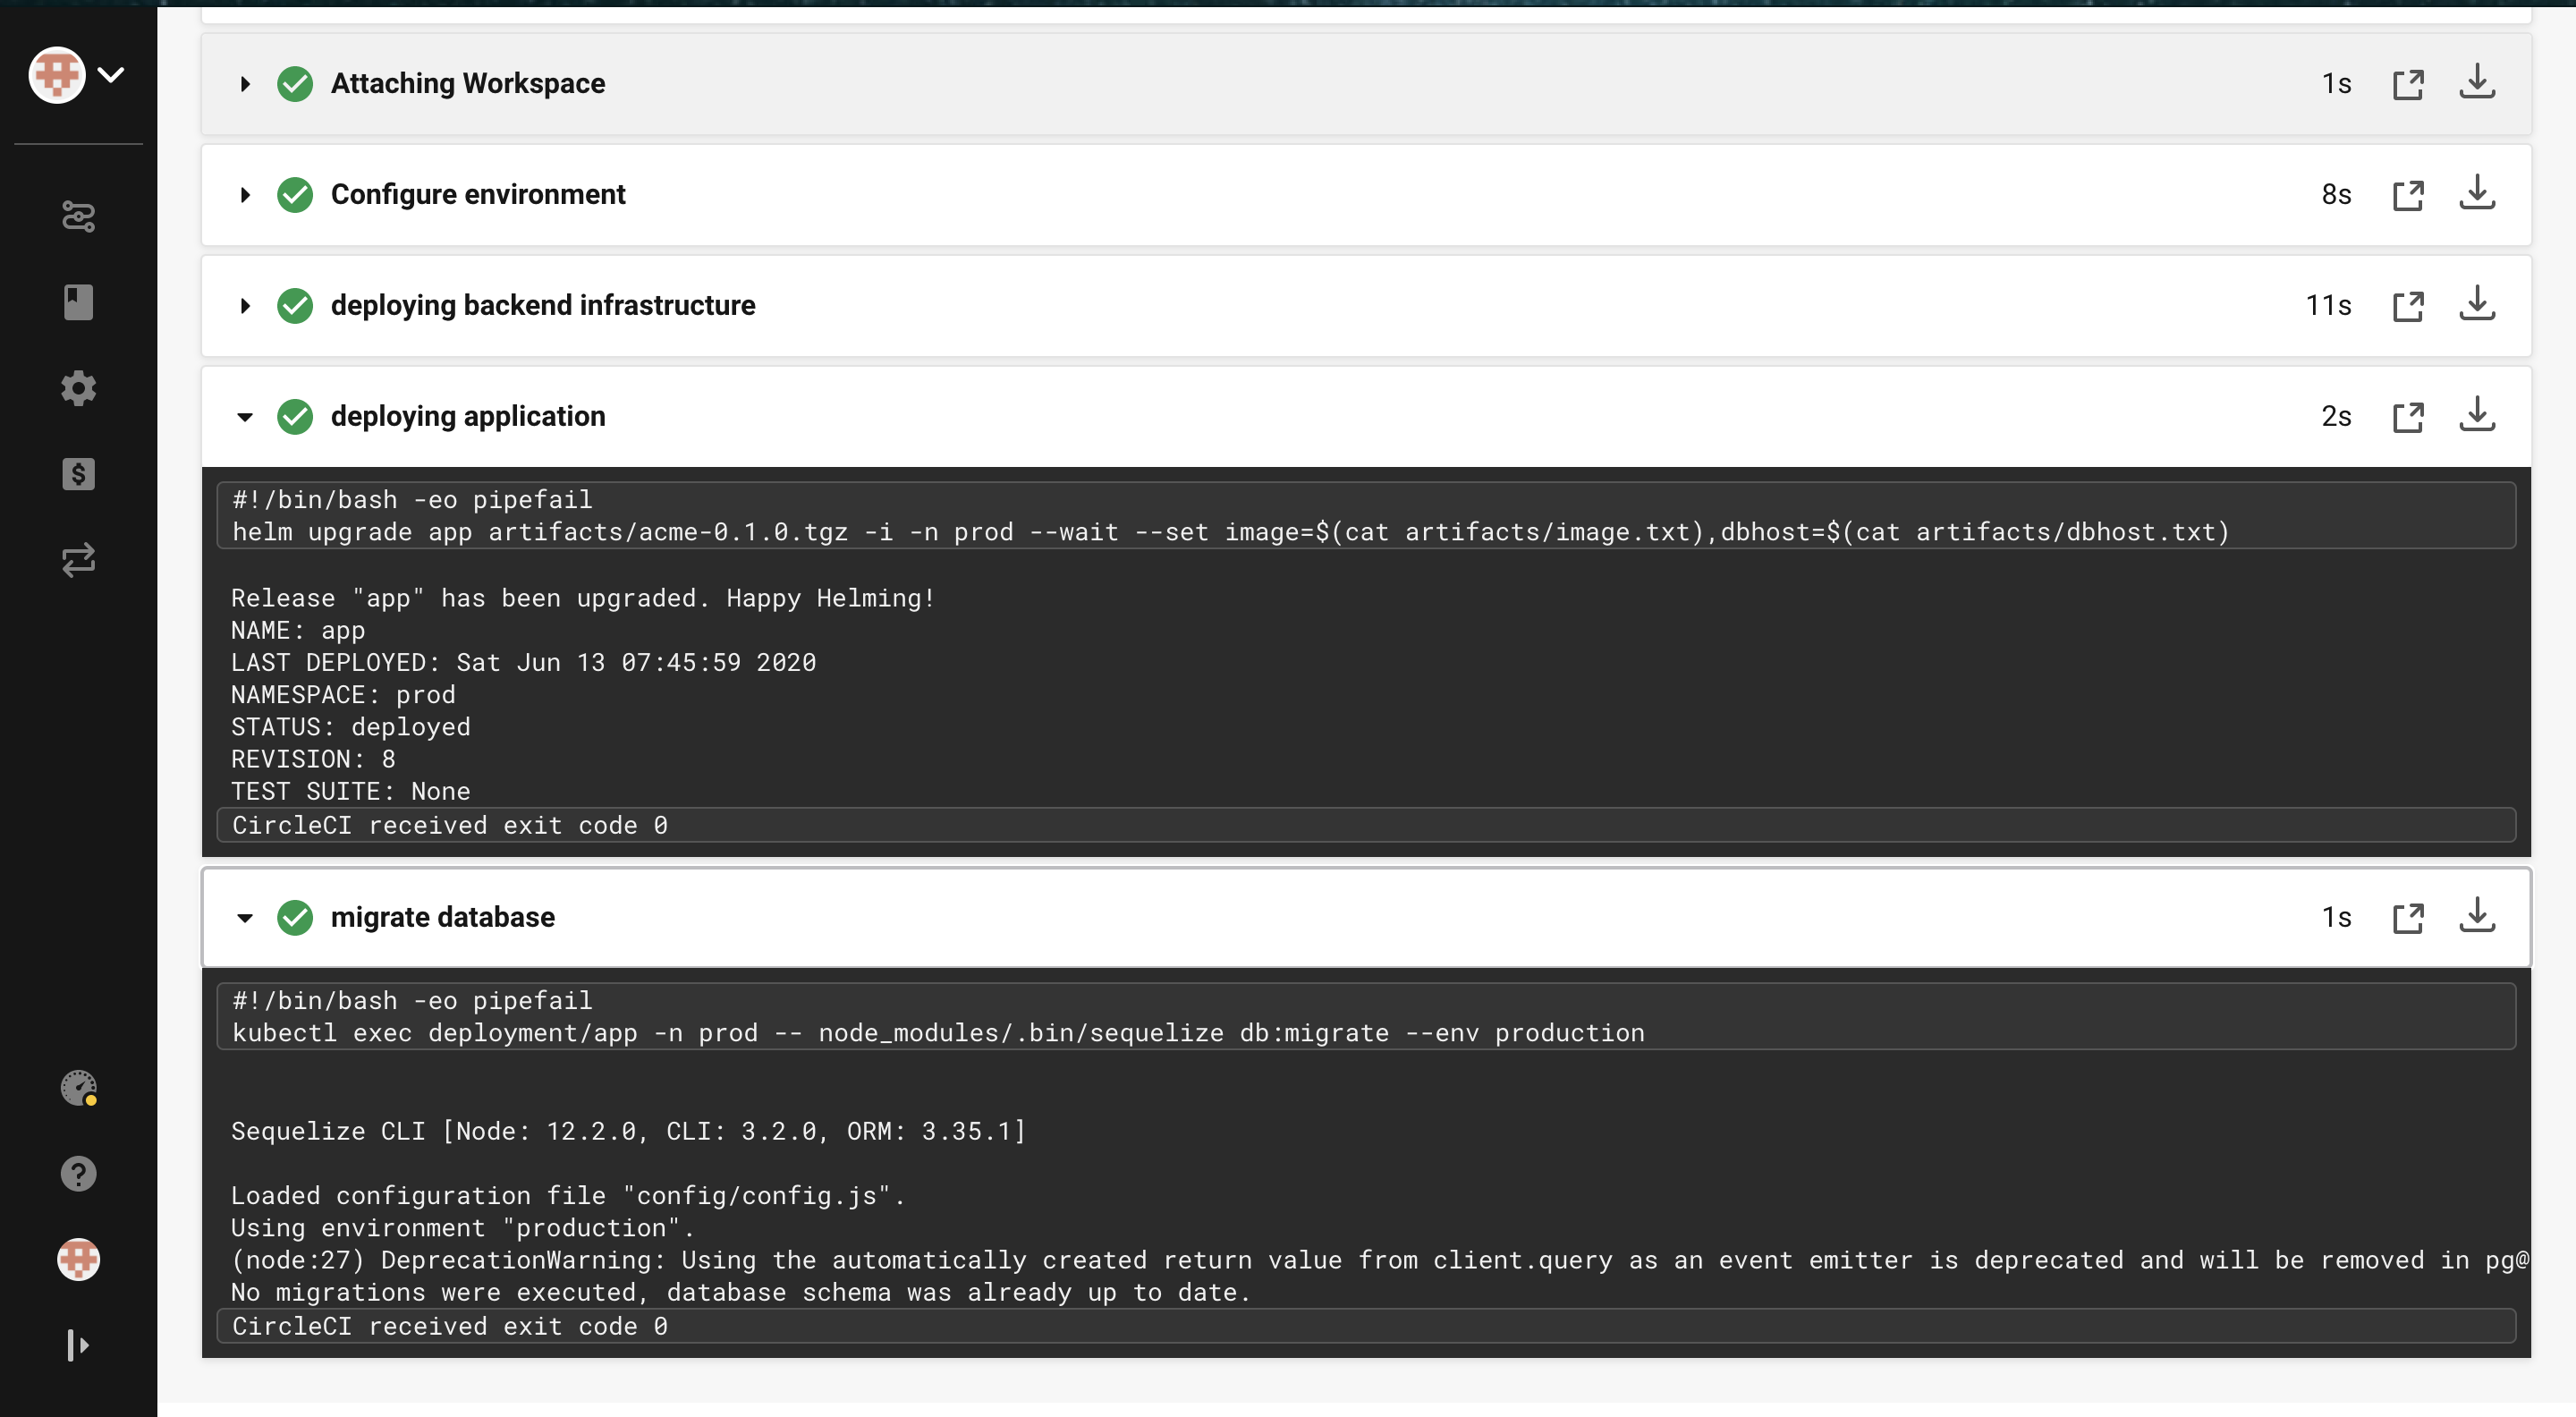 Attaching Workspace 1s
Configure environment 8s
deploying backend infrastructure 11s
deploying application 2s
#!/bin/bash -eo pipefail
helm upgrade app artifacts/acme-0.1.0.tgz -i -n prod --wait --set image=$(cat artifacts/image.txt),dbhost=$(cat artifacts/dbhost.txt)
Release "app" has been upgraded. Happy Helming!
NAME: app
LAST DEPLOYED: Sat Jun 13 07:45:59 2020
NAMESPACE: prod
STATUS: deployed
REVISION: 8
TEST SUITE: None
CircleCI received exit code 0
migrate database 1s
#!/bin/bash -eo pipefail
kubectl exec deployment/app -n prod -- node_modules/.bin/sequelize db:migrate --env production
Sequelize CLI [Node: 12.2.0, CLI: 3.2.0, ORM: 3.35.1]
Loaded configuration file "config/config.js".
Using environment "production".
(node:27) DeprecationWarning: Using the automatically created return value from client.query as an event emitter is deprecated and will be removed in pg@
No migrations were executed, database schema was already up to date.
CircleCI received exit code 0